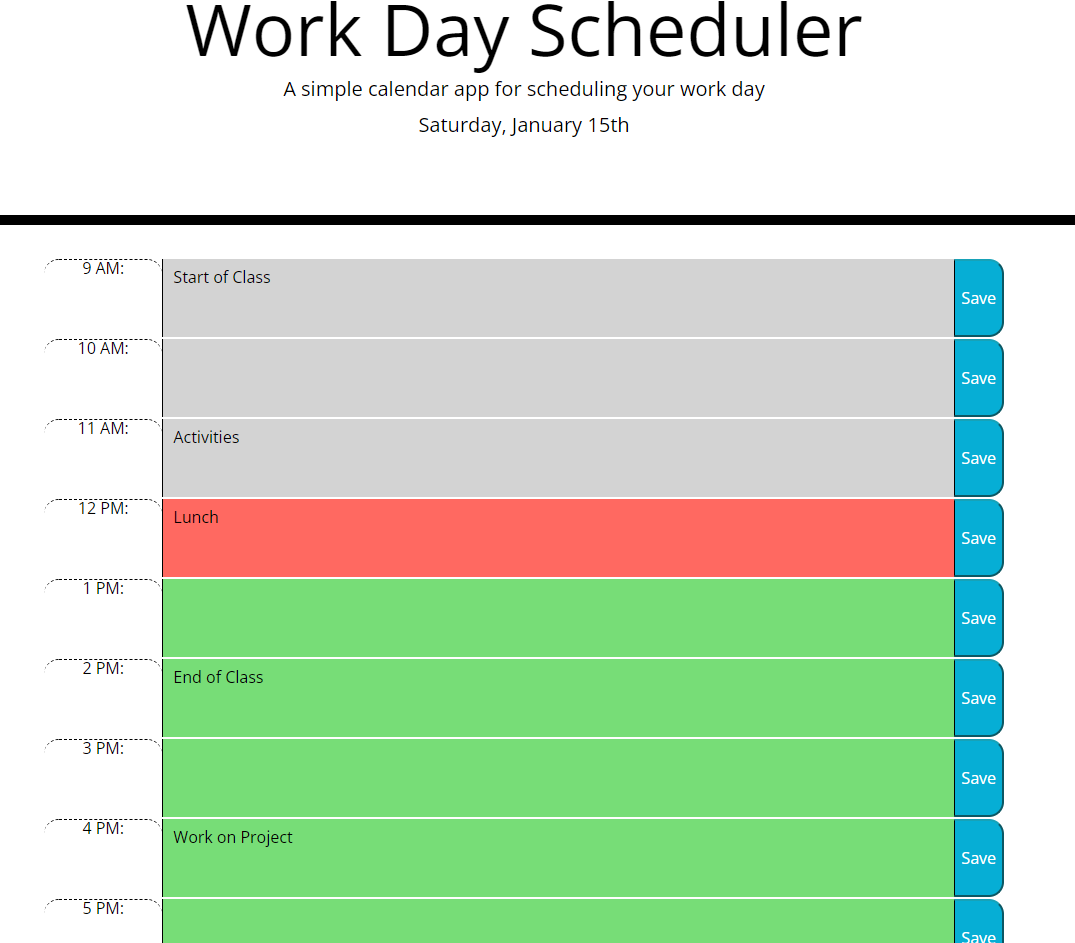 Work Day Scheduler
A simple calendar app for scheduling your work day
Saturday, January 15th
9 AM:
Start of Class
Save
10 AM:
Save
11 AM:
Activities
Save
12 PM:
Lunch
Save
1 PM:
Save
2 PM:
End of Class
Save
3 PM:
Save
4 PM:
Work on Project
Save
5 PM:
Save